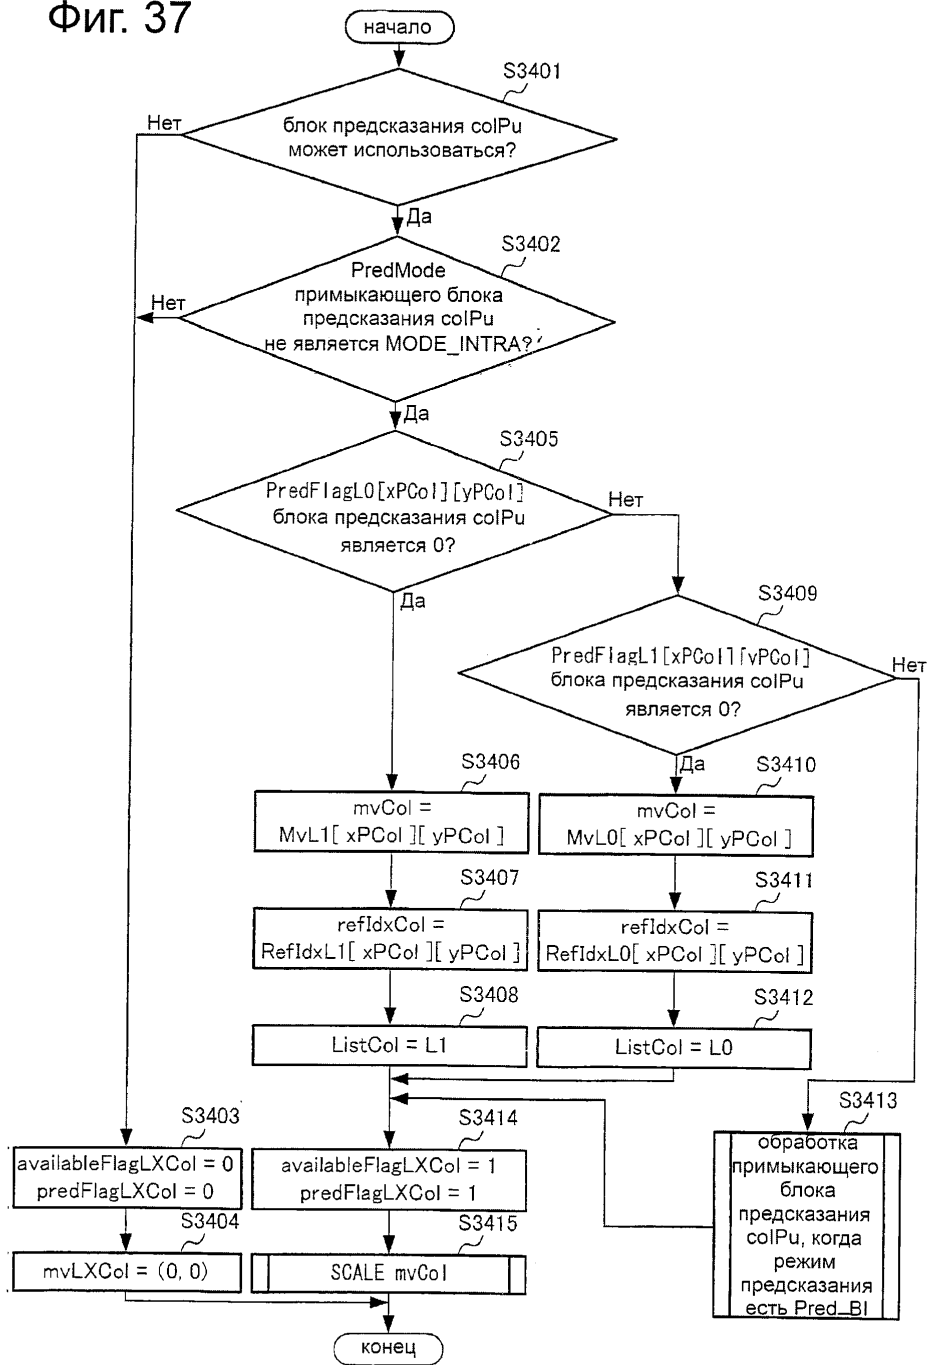 Фиг. 37
начало
S3401
блок предсказания colPu
может использоваться?
Нет
Да
S3402
PredMode
примыкающего блока
предсказания colPu
не является MODE_INTRA?
Нет
Да
S3405
PredFlagL0[xPCol][yPCol]
блока предсказания colPu
является 0?
Нет
Да
S3409
PredFlagL1[xPCol][yPCol]
блока предсказания colPu
является 0?
Нет
Да
S3406
mvCol =
MvL1[ xPCol ][ yPCol ]
S3410
mvCol =
MvL0[ xPCol ][ yPCol ]
S3407
refIdxCol =
RefIdxL1[ xPCol ][ yPCol ]
S3411
refIdxCol =
RefIdxL0[ xPCol ][ yPCol ]
S3408
ListCol = L1
S3412
ListCol = L0
S3403
availableFlagLXCol = 0
predFlagLXCol = 0
S3414
availableFlagLXCol = 1
predFlagLXCol = 1
S3413
обработка
примыкающего
блока
предсказания
colPu, когда
режим
предсказания
есть Pred_BI
S3404
mvLXCol = (0, 0)
S3415
SCALE mvCol
конец